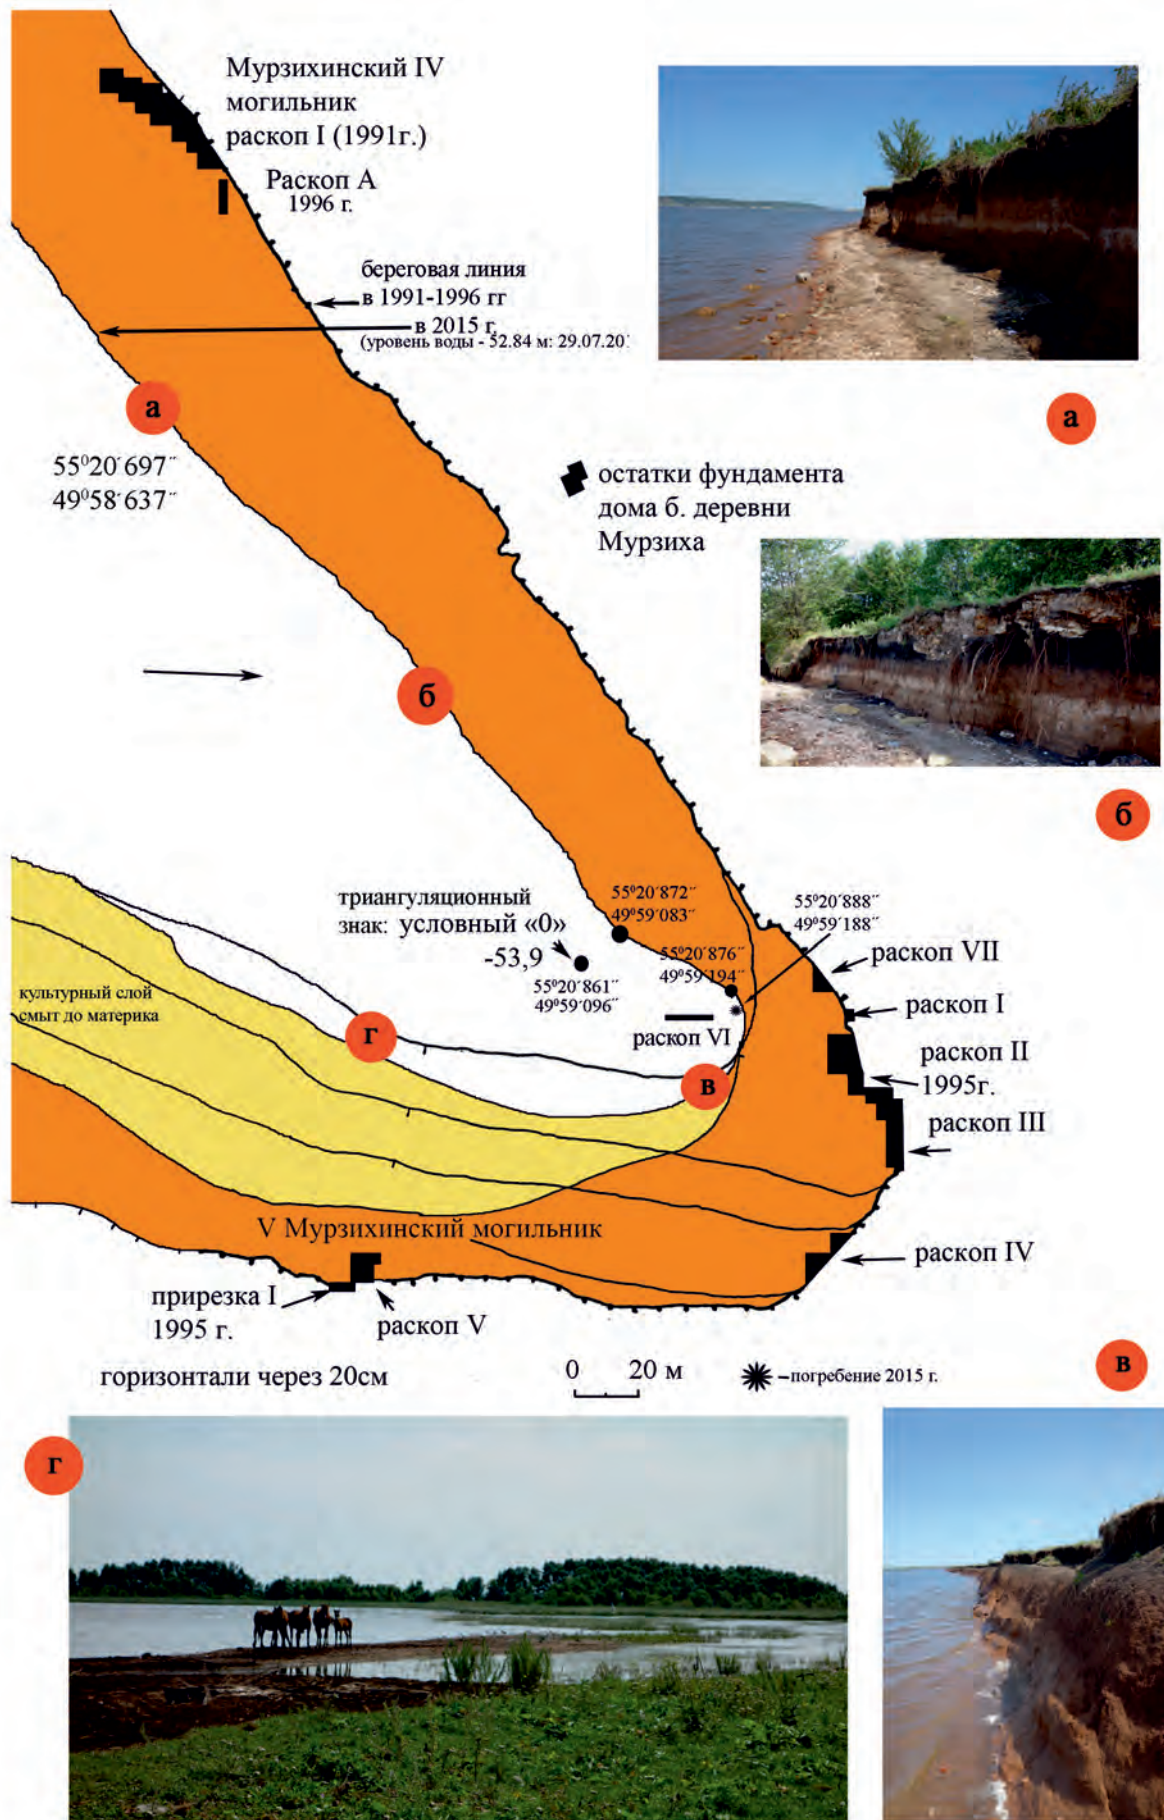 Мурзихинский IV
могильник
раскоп I (1991г.)
Раскоп А
1996 г.
береговая линия
в 1991-1996 гг
в 2015 г.
(уровень воды - 52.84 м: 29.07.20
а
а
55⁰20´697˝
49⁰58´637˝
остатки фундамента
дома б. деревни
Мурзиха
б
б
триангуляционный
знак: условный «0»
-53,9
55⁰20´861˝
49⁰59´096˝
55⁰20´872˝
49⁰59´083˝
55⁰20´888˝
49⁰59´188˝
55⁰20´876˝
49⁰59´194˝
раскоп VII
раскоп I
раскоп VI
раскоп II
1995г.
раскоп III
культурный слой
смыт до материка
г
в
V Мурзихинский могильник
раскоп IV
прирезка I
1995 г.
раскоп V
горизонтали через 20см
0 20 м
–погребение 2015 г.
в
г